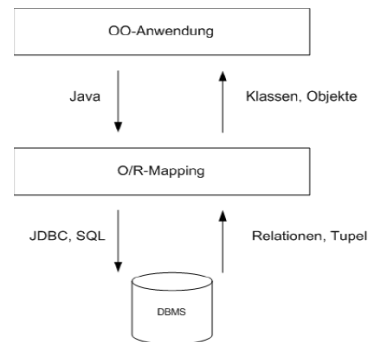 OO-Anwendung
Java
Klassen, Objekte
O/R-Mapping
JDBC, SQL
Relationen, Tupel
DBMS